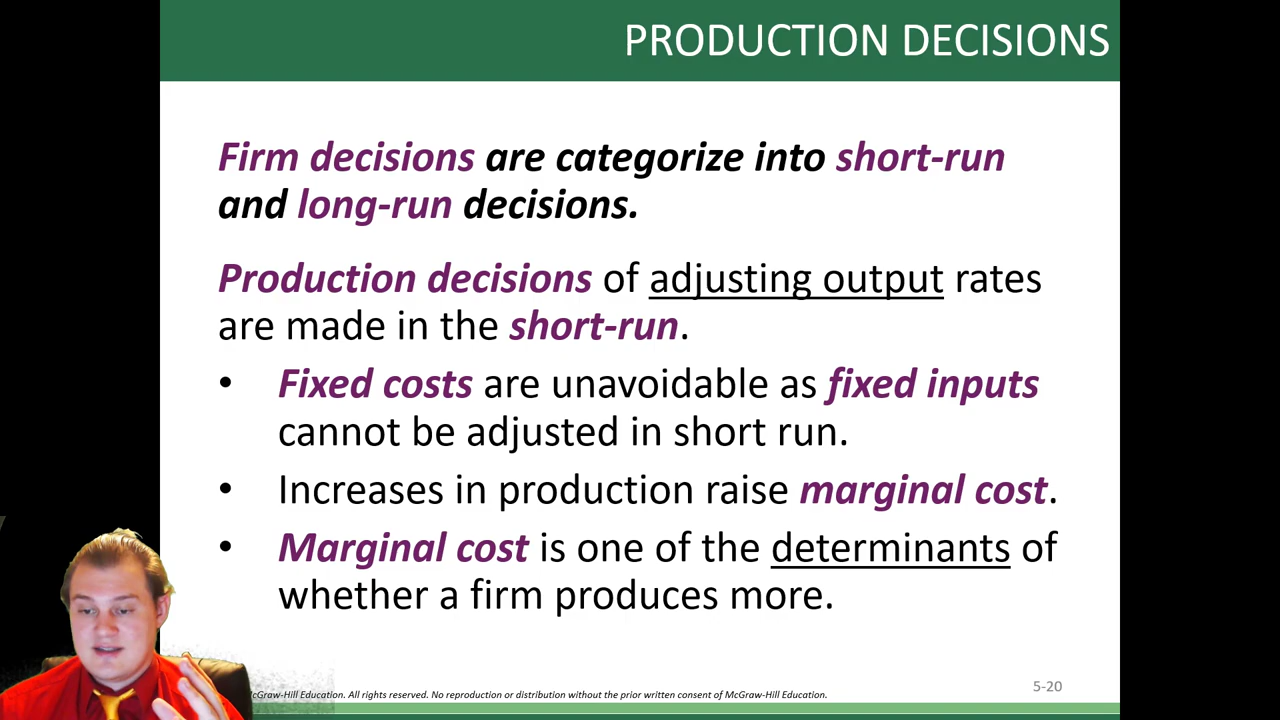 PRODUCTION DECISIONS
Firm decisions are categorize into short-run
and long-run decisions.
Production decisions of adjusting output rates
are made in the short-run.
• Fixed costs are unavoidable as fixed inputs
cannot be adjusted in short run.
• Increases in production raise marginal cost.
• Marginal cost is one of the determinants of
whether a firm produces more.
McGraw-Hill Education. All rights reserved. No reproduction or distribution without the prior written consent of McGraw-Hill Education.
5-20